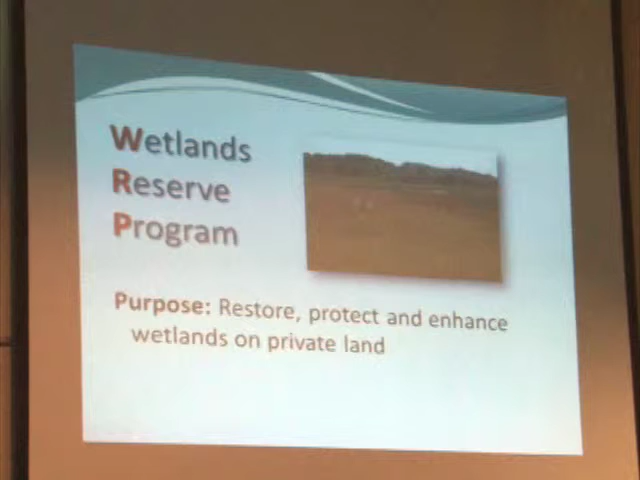 Wetlands
Reserve
Program
Purpose: Restore, protect and enhance
wetlands on private land